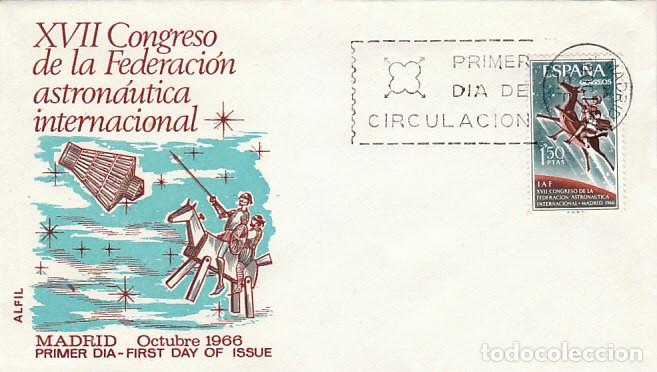 XVII Congreso
de la Federación
astronáutica
internacional
ALFIL
MADRID Octubre 1966
PRIMER DIA-FIRST DAY OF ISSUE
PRIMER
DIA DE
CIRCULACION
MADRID
ESPAÑA
CORREOS
1'50
PTAS
IAF
XVII CONGRESO DE LA
FEDERACION ASTRONAUTICA
INTERNACIONAL - MADRID 1966
F.N.M.T.
todocoleccion